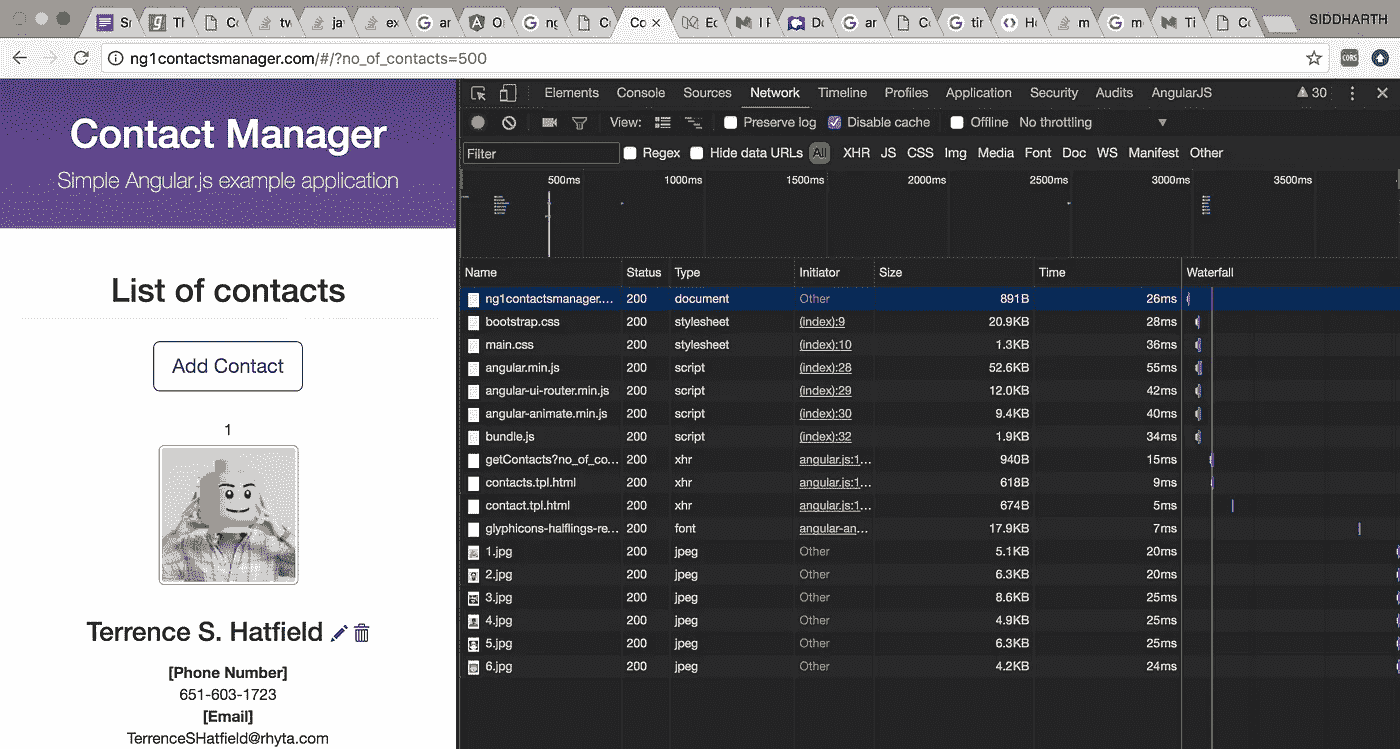 Sr Th Co tw ja ex ar O ng Co Co × Ec I F Do ar Co tir Ho m m Ti Co SIDDHARTH
ng1contactsmanager.com/#/?no_of_contacts=500 CORS
Contact Manager
Simple Angular.js example application
List of contacts
Add Contact
1
Terrence S. Hatfield
[Phone Number]
651-603-1723
[Email]
TerrenceSHatfield@rhyta.com
Elements Console Sources Network Timeline Profiles Application Security Audits AngularJS 30
View: Preserve log Disable cache Offline No throttling
Filter Regex Hide data URLs All XHR JS CSS Img Media Font Doc WS Manifest Other
500ms 1000ms 1500ms 2000ms 2500ms 3000ms 3500ms
Name Status Type Initiator Size Time Waterfall
ng1contactsmanager.... 200 document Other 891B 26ms
bootstrap.css 200 stylesheet (index):9 20.9KB 28ms
main.css 200 stylesheet (index):10 1.3KB 36ms
angular.min.js 200 script (index):28 52.6KB 55ms
angular-ui-router.min.js 200 script (index):29 12.0KB 42ms
angular-animate.min.js 200 script (index):30 9.4KB 40ms
bundle.js 200 script (index):32 1.9KB 34ms
getContacts?no_of_co... 200 xhr angular.js:1... 940B 15ms
contacts.tpl.html 200 xhr angular.js:1... 618B 9ms
contact.tpl.html 200 xhr angular.js:1... 674B 5ms
glyphicons-halflings-re... 200 font angular-an... 17.9KB 7ms
1.jpg 200 jpeg Other 5.1KB 20ms
2.jpg 200 jpeg Other 6.3KB 20ms
3.jpg 200 jpeg Other 8.6KB 25ms
4.jpg 200 jpeg Other 4.9KB 25ms
5.jpg 200 jpeg Other 6.3KB 25ms
6.jpg 200 jpeg Other 4.2KB 24ms